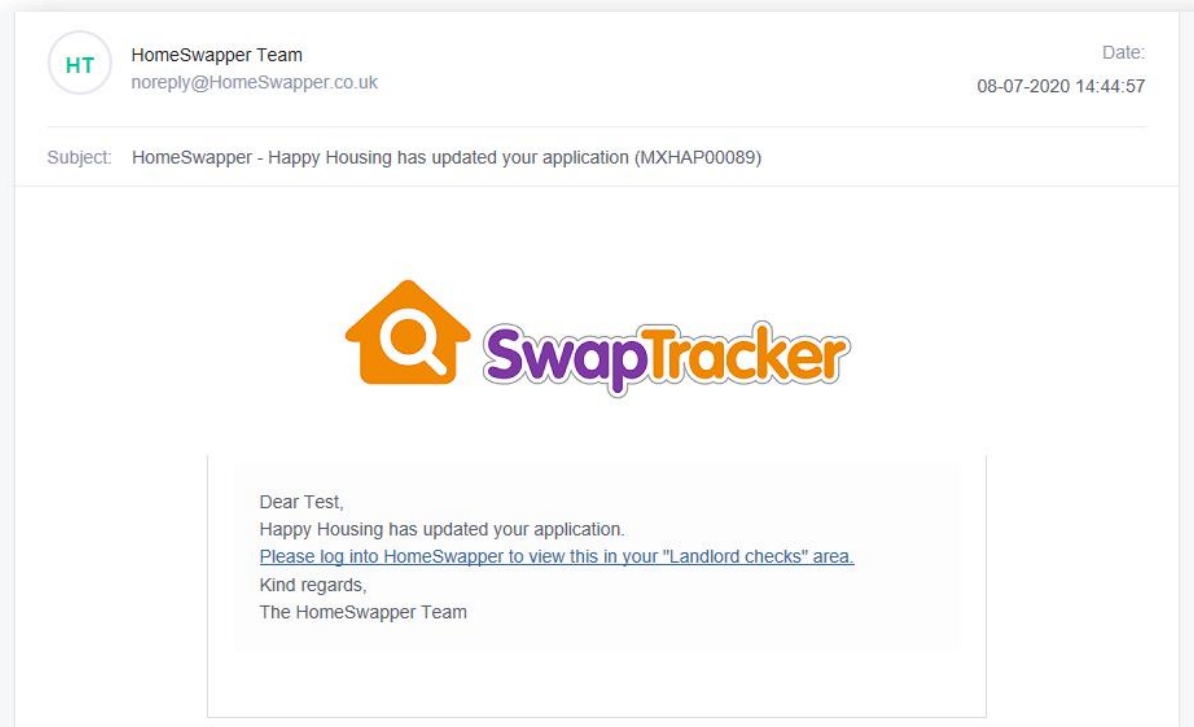 HT
HomeSwapper Team
noreply@HomeSwapper.co.uk
Date:
08-07-2020 14:44:57
Subject: HomeSwapper - Happy Housing has updated your application (MXHAP00089)
SwapTracker
Dear Test,
Happy Housing has updated your application.
Please log into HomeSwapper to view this in your "Landlord checks" area.
Kind regards,
The HomeSwapper Team